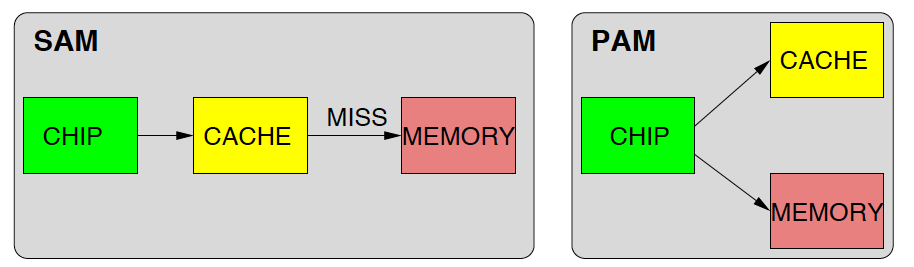 SAM
CHIP
CACHE
MISS
MEMORY
PAM
CACHE
CHIP
MEMORY